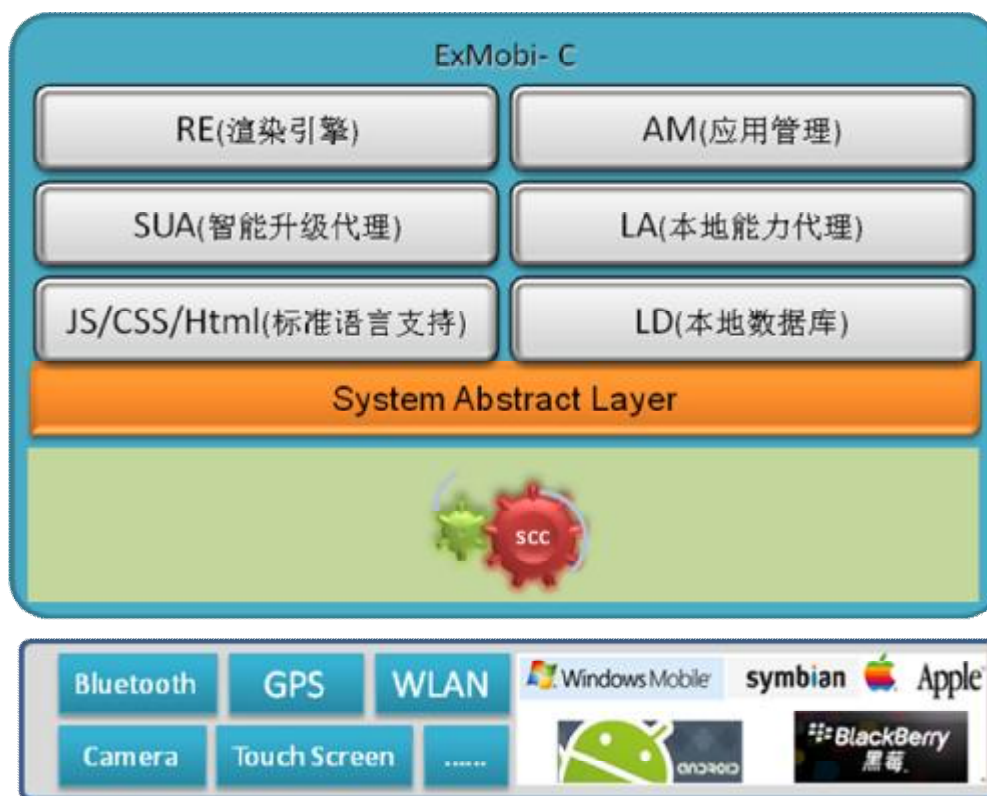 ExMobi- C
RE(渲染引擎)
AM(应用管理)
SUA(智能升级代理)
LA(本地能力代理)
JS/CSS/Html(标准语言支持)
LD(本地数据库)
System Abstract Layer
SCC
Bluetooth
GPS
WLAN
Windows Mobile
symbian
Apple
Camera
Touch Screen
......
ANDROID
BlackBerry
黑莓